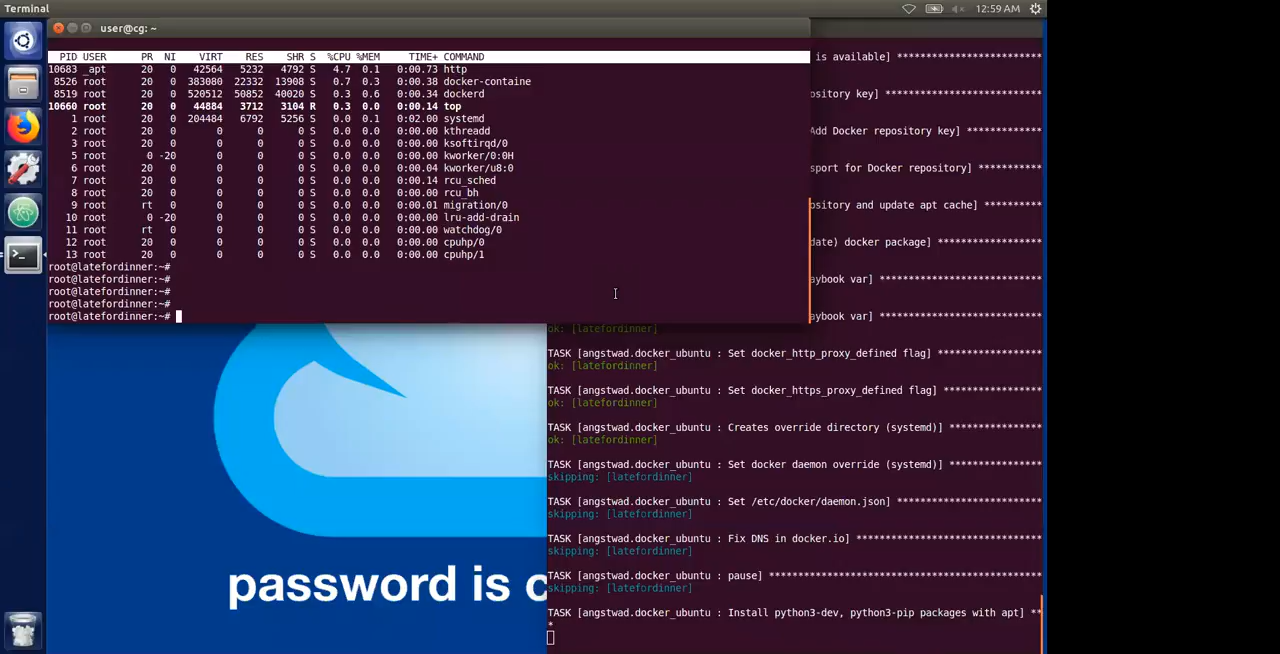 Terminal
12:59 AM
user@cg: ~
PID USER PR NI VIRT RES SHR S %CPU %MEM TIME+ COMMAND
10683 _apt 20 0 42564 5232 4792 S 4.7 0.1 0:00.73 http
8526 root 20 0 383080 22332 13908 S 0.7 0.3 0:00.38 docker-containe
8519 root 20 0 520512 50852 40020 S 0.3 0.6 0:00.34 dockerd
10660 root 20 0 44884 3712 3104 R 0.3 0.0 0:00.14 top
1 root 20 0 204484 6792 5256 S 0.0 0.1 0:02.00 systemd
2 root 20 0 0 0 0 S 0.0 0.0 0:00.00 kthreadd
3 root 20 0 0 0 0 S 0.0 0.0 0:00.00 ksoftirqd/0
5 root 0 -20 0 0 0 S 0.0 0.0 0:00.00 kworker/0:0H
6 root 20 0 0 0 0 S 0.0 0.0 0:00.04 kworker/u8:0
7 root 20 0 0 0 0 S 0.0 0.0 0:00.14 rcu_sched
8 root 20 0 0 0 0 S 0.0 0.0 0:00.00 rcu_bh
9 root rt 0 0 0 0 S 0.0 0.0 0:00.01 migration/0
10 root 0 -20 0 0 0 S 0.0 0.0 0:00.00 lru-add-drain
11 root rt 0 0 0 0 S 0.0 0.0 0:00.00 watchdog/0
12 root 20 0 0 0 0 S 0.0 0.0 0:00.00 cpuhp/0
13 root 20 0 0 0 0 S 0.0 0.0 0:00.00 cpuhp/1
root@latefordinner:~#
root@latefordinner:~#
root@latefordinner:~#
root@latefordinner:~#
root@latefordinner:~#
is available] **********************
ository key] ***********************
Add Docker repository key] *************
sport for Docker repository] **********
ository and update apt cache] **********
date) docker package] *****************
aybook var] ***************************
aybook var] ***************************
ok: [latefordinner]
TASK [angstwad.docker_ubuntu : Set docker_http_proxy_defined flag] *****************
ok: [latefordinner]
TASK [angstwad.docker_ubuntu : Set docker_https_proxy_defined flag] ****************
ok: [latefordinner]
TASK [angstwad.docker_ubuntu : Creates override directory (systemd)] ***************
ok: [latefordinner]
TASK [angstwad.docker_ubuntu : Set docker daemon override (systemd)] ***************
skipping: [latefordinner]
TASK [angstwad.docker_ubuntu : Set /etc/docker/daemon.json] ************************
skipping: [latefordinner]
TASK [angstwad.docker_ubuntu : Fix DNS in docker.io] *******************************
skipping: [latefordinner]
TASK [angstwad.docker_ubuntu : pause] *********************************************
skipping: [latefordinner]
TASK [angstwad.docker_ubuntu : Install python3-dev, python3-pip packages with apt] **
*
password is c